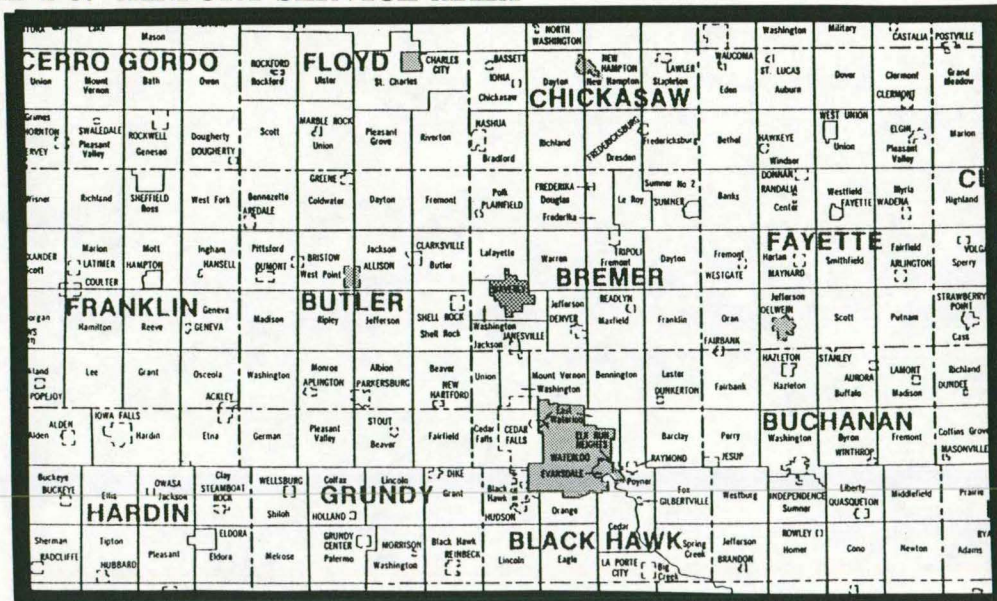 NORTH WASHINGTON
Washington Military CASTALIA POSTVILLE
Lake Mason
CERRO GORDO ROCKFORD FLOYD CHARLES CITY BASSETT NEW HAMPTON LAWLER WAUCOMA ST. LUCAS
Union Mount Vernon Bath Owen Rockford Ulster St. Charles IONIA Chickasaw Dayton New Hampton Stapleton Eden Auburn Dover Clermont Grand Meadow
CHICKASAW CLERMONT
Grimes THORNTON SWALEDALE Pleasant Valley ROCKWELL Geneseo Dougherty DOUGHERTY Scott MARBLE ROCK Union Pleasant Grove Riverton NASHUA Bradford Richland FREDERICKSBURG Dresden Fredericksburg Bethel HAWKEYE Windsor WEST UNION Union ELGIN Pleasant Valley Marion
Wisner Richland SHEFFIELD Ross West Fork Bennezette AREDALE GREENE Coldwater Dayton Fremont Polk PLAINFIELD FREDERIKA Douglas Frederika Le Roy Sumner No 2 SUMNER Banks DONNAN RANDALIA Center Westfield FAYETTE Illyria WADENA Highland
Scott Marion LATIMER COULTER Mott HAMPTON Ingham HANSELL Pittsford DUMONT BRISTOW West Point Jackson ALLISON CLARKSVILLE Butler Lafayette Warren TRIPOLI Fremont Dayton Fremont WESTGATE Harlan MAYNARD Smithfield Fairfield ARLINGTON Sperry
FAYETTE
BREMER
FRANKLIN BUTLER
Hamilton Reeve Geneva GENEVA Madison Ripley Jefferson SHELL ROCK Shell Rock Washington Jackson JANESVILLE Jefferson DENVER READLYN Maxfield Franklin Oran FAIRBANK Jefferson OELWEIN Scott Putnam STRAWBERRY POINT Cass
POPEJOY Lee Grant Osceola ACKLEY Washington Monroe APLINGTON Albion PARKERSBURG Beaver NEW HARTFORD Union Mount Vernon Washington Bennington Lester DUNKERTON Fairbank HAZLETON Hazleton STANLEY AURORA Buffalo LAMONT Madison Richland DUNDEE
ALDEN Alden IOWA FALLS Hardin Etna German Pleasant Valley STOUT Beaver Fairfield Cedar Falls CEDAR FALLS East Waterloo ELK RUN HEIGHTS WATERLOO EVANSDALE Barclay RAYMOND Poyner Perry JESUP Washington Byron WINTHROP Fremont Coffins Grove MASONVILLE
BUCHANAN
Buckeye BUCKEYE Ellis OWASA Jackson Clay STEAMBOAT ROCK WELLSBURG Shiloh Colfax HOLLAND Lincoln DIKE Grant Black Hawk HUDSON Orange Fox GILBERTVILLE Westburg INDEPENDENCE Sumner Liberty QUASQUETON Middlefield Prairie
HARDIN GRUNDY
BLACK HAWK
Sherman RADCLIFFE Tipton HUBBARD Pleasant ELDORA Eldora Melrose GRUNDY CENTER Palermo MORRISON Washington Black Hawk REINBECK Lincoln Eagle Cedar LA PORTE CITY Big Creek Spring Creek Jefferson BRANDON ROWLEY Homer Cono Newton Adams